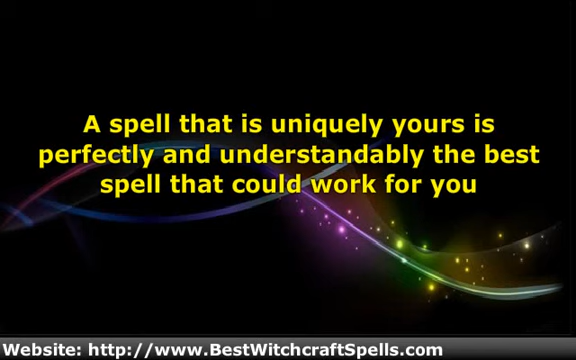 A spell that is uniquely yours is
perfectly and understandably the best
spell that could work for you
Website: http://www.BestWitchcraftSpells.com